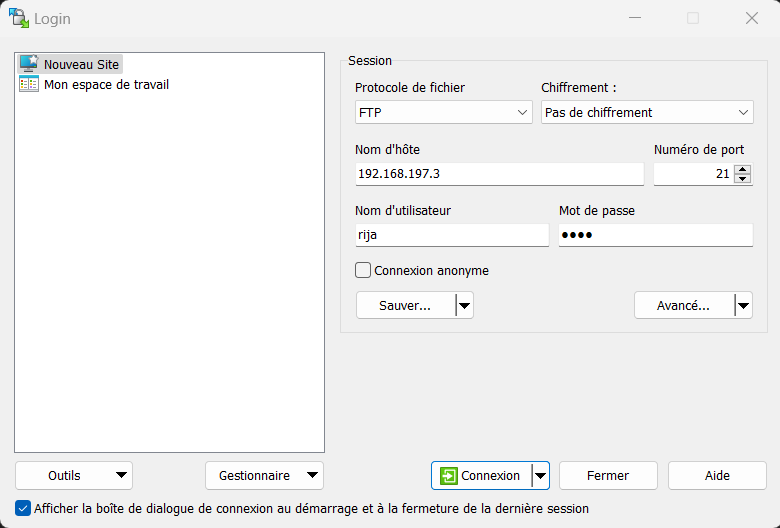 Login
Nouveau Site
Mon espace de travail
Session
Protocole de fichier
Chiffrement :
FTP
Pas de chiffrement
Nom d'hôte
Numéro de port
192.168.197.3
21
Nom d'utilisateur
Mot de passe
rija
●●●●
Connexion anonyme
Sauver...
Avancé...
Outils
Gestionnaire
Connexion
Fermer
Aide
Afficher la boîte de dialogue de connexion au démarrage et à la fermeture de la dernière session